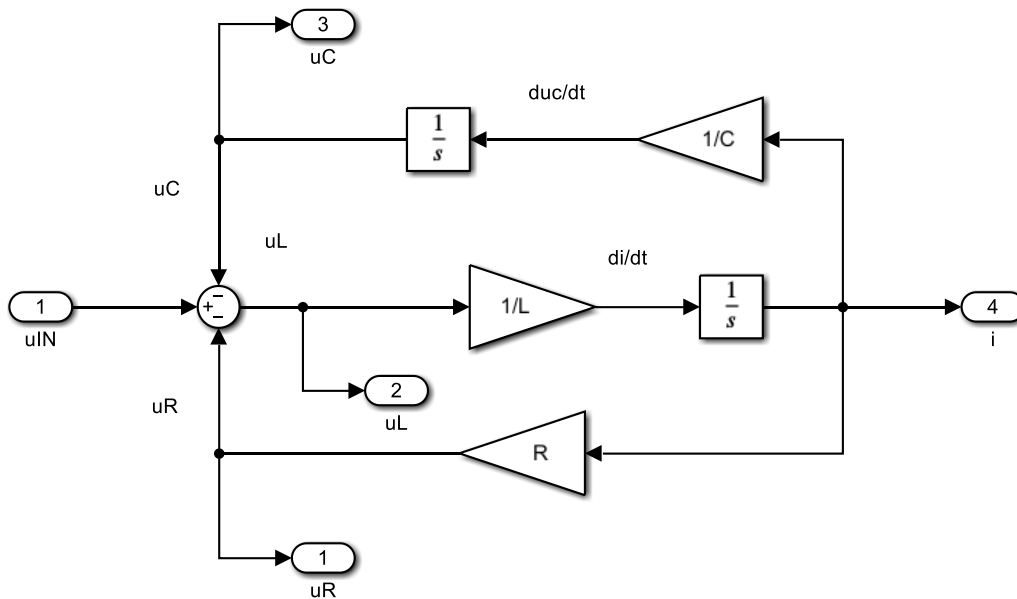 3
uC
duc/dt
1/C
1
s
uC
uL
di/dt
1
uIN
+
−
−
1/L
1
s
4
i
2
uL
uR
R
1
uR